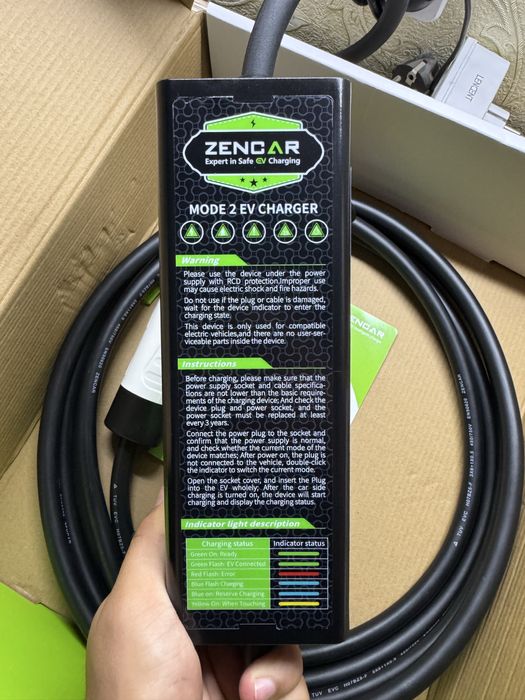 LENCENT
ZENCAR
Expert in Safe EV Charging
MODE 2 EV CHARGER
Warning
Please use the device under the power
supply with RCD protection.Improper use
may cause electric shock and fire hazards.
Do not use if the plug or cable is damaged,
wait for the device indicator to enter the
charging state.
This device is only used for compatible
electric vehicles,and there are no user-ser-
viceable parts inside the device.
Instructions
Before charging, please make sure that the
power supply socket and cable specifica-
tions are not lower than the basic require-
ments of the charging device; And check the
device plug and power socket, and the
power socket must be replaced at least
every 3 years.
Connect the power plug to the socket and
confirm that the power supply is normal,
and check whether the current mode of the
device matches; After power on, the plug is
not connected to the vehicle, double-click
the indicator to switch the current mode.
Open the socket cover, and insert the Plug
into the EV wholely; After the car side
charging is turned on, the device will start
charging and display the charging status.
Indicator light description
Charging status Indicator status
Green On: Ready
Green Flash: EV Connected
Red Flash: Error
Blue Flash Charging
Blue on: Reserve Charging
Yellow On: When Touching
ZENCAR
ZENCAR
TUV EVC
TUV EVC